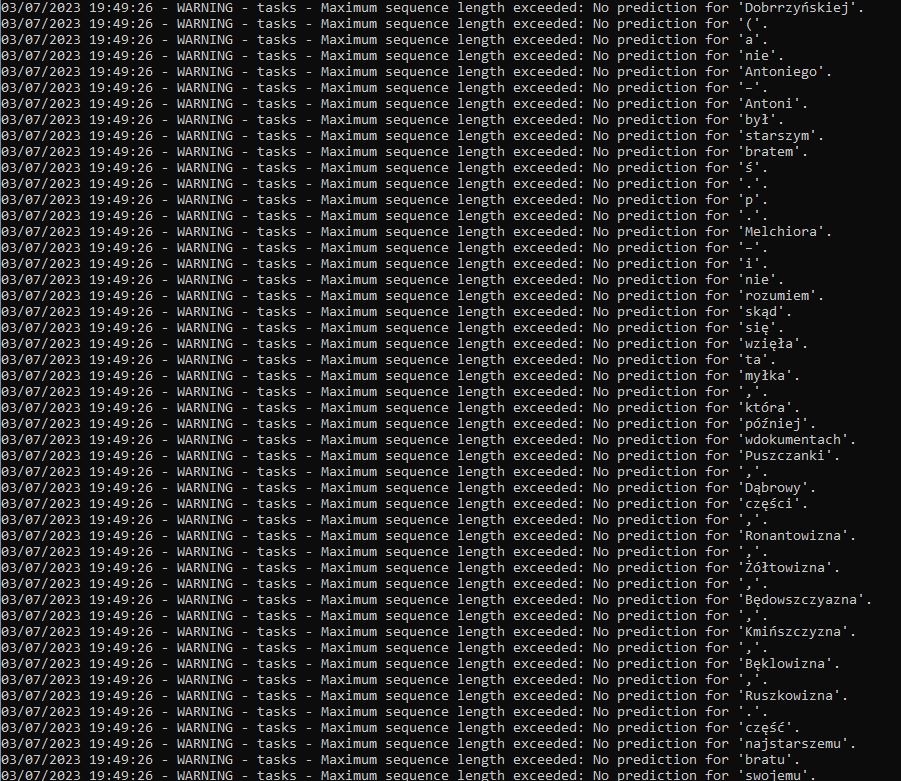 03/07/2023 19:49:26 - WARNING - tasks - Maximum sequence length exceeded: No prediction for 'Dobrrzyńskiej'.
03/07/2023 19:49:26 - WARNING - tasks - Maximum sequence length exceeded: No prediction for '('.
03/07/2023 19:49:26 - WARNING - tasks - Maximum sequence length exceeded: No prediction for 'a'.
03/07/2023 19:49:26 - WARNING - tasks - Maximum sequence length exceeded: No prediction for 'nie'.
03/07/2023 19:49:26 - WARNING - tasks - Maximum sequence length exceeded: No prediction for 'Antoniego'.
03/07/2023 19:49:26 - WARNING - tasks - Maximum sequence length exceeded: No prediction for '–'.
03/07/2023 19:49:26 - WARNING - tasks - Maximum sequence length exceeded: No prediction for 'Antoni'.
03/07/2023 19:49:26 - WARNING - tasks - Maximum sequence length exceeded: No prediction for 'był'.
03/07/2023 19:49:26 - WARNING - tasks - Maximum sequence length exceeded: No prediction for 'starszym'.
03/07/2023 19:49:26 - WARNING - tasks - Maximum sequence length exceeded: No prediction for 'bratem'.
03/07/2023 19:49:26 - WARNING - tasks - Maximum sequence length exceeded: No prediction for 'ś'.
03/07/2023 19:49:26 - WARNING - tasks - Maximum sequence length exceeded: No prediction for '.'.
03/07/2023 19:49:26 - WARNING - tasks - Maximum sequence length exceeded: No prediction for 'p'.
03/07/2023 19:49:26 - WARNING - tasks - Maximum sequence length exceeded: No prediction for '.'.
03/07/2023 19:49:26 - WARNING - tasks - Maximum sequence length exceeded: No prediction for 'Melchiora'.
03/07/2023 19:49:26 - WARNING - tasks - Maximum sequence length exceeded: No prediction for '–'.
03/07/2023 19:49:26 - WARNING - tasks - Maximum sequence length exceeded: No prediction for 'i'.
03/07/2023 19:49:26 - WARNING - tasks - Maximum sequence length exceeded: No prediction for 'nie'.
03/07/2023 19:49:26 - WARNING - tasks - Maximum sequence length exceeded: No prediction for 'rozumiem'.
03/07/2023 19:49:26 - WARNING - tasks - Maximum sequence length exceeded: No prediction for 'skąd'.
03/07/2023 19:49:26 - WARNING - tasks - Maximum sequence length exceeded: No prediction for 'się'.
03/07/2023 19:49:26 - WARNING - tasks - Maximum sequence length exceeded: No prediction for 'wzięła'.
03/07/2023 19:49:26 - WARNING - tasks - Maximum sequence length exceeded: No prediction for 'ta'.
03/07/2023 19:49:26 - WARNING - tasks - Maximum sequence length exceeded: No prediction for 'myłka'.
03/07/2023 19:49:26 - WARNING - tasks - Maximum sequence length exceeded: No prediction for ','.
03/07/2023 19:49:26 - WARNING - tasks - Maximum sequence length exceeded: No prediction for 'która'.
03/07/2023 19:49:26 - WARNING - tasks - Maximum sequence length exceeded: No prediction for 'później'.
03/07/2023 19:49:26 - WARNING - tasks - Maximum sequence length exceeded: No prediction for 'wdokumentach'.
03/07/2023 19:49:26 - WARNING - tasks - Maximum sequence length exceeded: No prediction for 'Puszczanki'.
03/07/2023 19:49:26 - WARNING - tasks - Maximum sequence length exceeded: No prediction for ','.
03/07/2023 19:49:26 - WARNING - tasks - Maximum sequence length exceeded: No prediction for 'Dąbrowy'.
03/07/2023 19:49:26 - WARNING - tasks - Maximum sequence length exceeded: No prediction for 'części'.
03/07/2023 19:49:26 - WARNING - tasks - Maximum sequence length exceeded: No prediction for ','.
03/07/2023 19:49:26 - WARNING - tasks - Maximum sequence length exceeded: No prediction for 'Ronantowizna'.
03/07/2023 19:49:26 - WARNING - tasks - Maximum sequence length exceeded: No prediction for ','.
03/07/2023 19:49:26 - WARNING - tasks - Maximum sequence length exceeded: No prediction for 'Żółtowizna'.
03/07/2023 19:49:26 - WARNING - tasks - Maximum sequence length exceeded: No prediction for ','.
03/07/2023 19:49:26 - WARNING - tasks - Maximum sequence length exceeded: No prediction for 'Będowszczyazna'.
03/07/2023 19:49:26 - WARNING - tasks - Maximum sequence length exceeded: No prediction for ','.
03/07/2023 19:49:26 - WARNING - tasks - Maximum sequence length exceeded: No prediction for 'Kmińszczyzna'.
03/07/2023 19:49:26 - WARNING - tasks - Maximum sequence length exceeded: No prediction for ','.
03/07/2023 19:49:26 - WARNING - tasks - Maximum sequence length exceeded: No prediction for 'Bęklowizna'.
03/07/2023 19:49:26 - WARNING - tasks - Maximum sequence length exceeded: No prediction for ','.
03/07/2023 19:49:26 - WARNING - tasks - Maximum sequence length exceeded: No prediction for 'Ruszkowizna'.
03/07/2023 19:49:26 - WARNING - tasks - Maximum sequence length exceeded: No prediction for '.'.
03/07/2023 19:49:26 - WARNING - tasks - Maximum sequence length exceeded: No prediction for 'część'.
03/07/2023 19:49:26 - WARNING - tasks - Maximum sequence length exceeded: No prediction for 'najstarszemu'.
03/07/2023 19:49:26 - WARNING - tasks - Maximum sequence length exceeded: No prediction for 'bratu'.
03/07/2023 19:49:26 - WARNING - tasks - Maximum sequence length exceeded: No prediction for 'swojemu'.